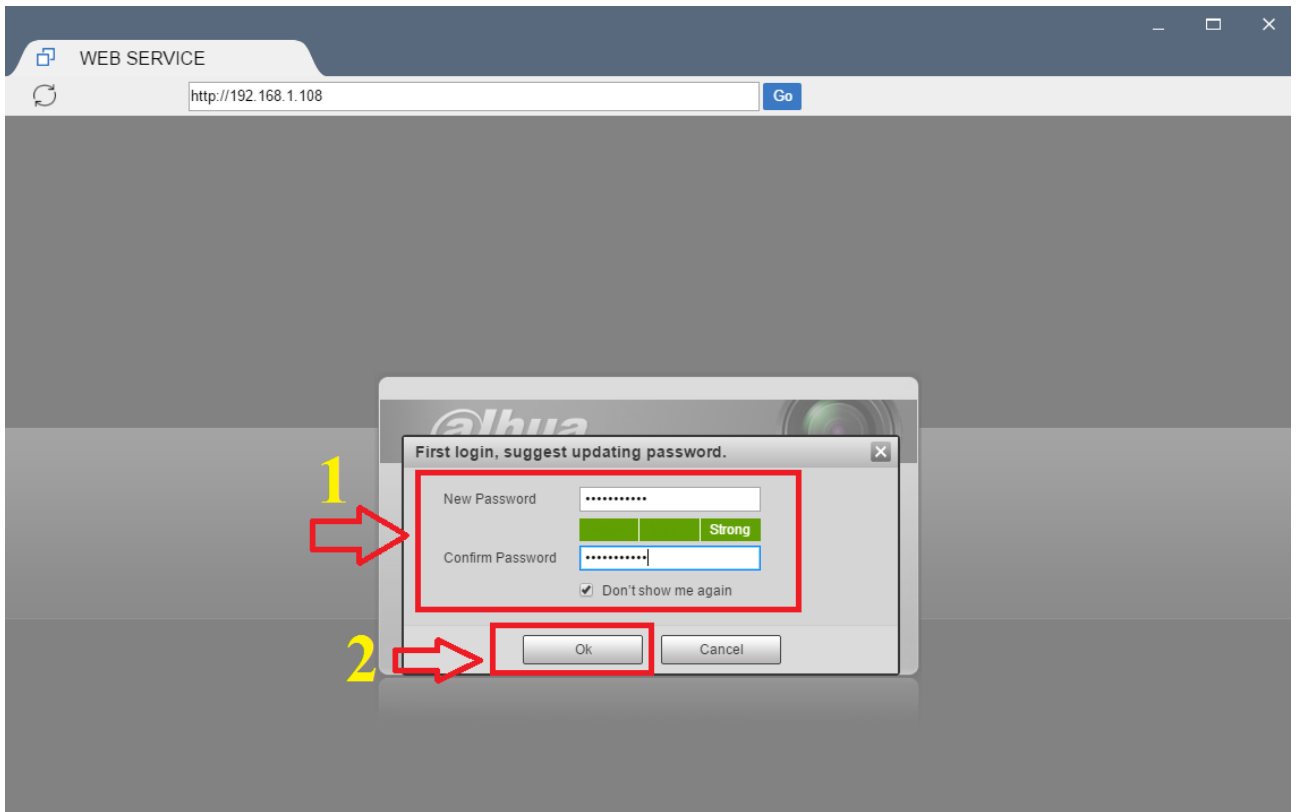 WEB SERVICE
http://192.168.1.108
Go
alhua
First login, suggest updating password.
1
New Password
•••••••••••
Strong
Confirm Password
•••••••••••
Don't show me again
2
Ok
Cancel